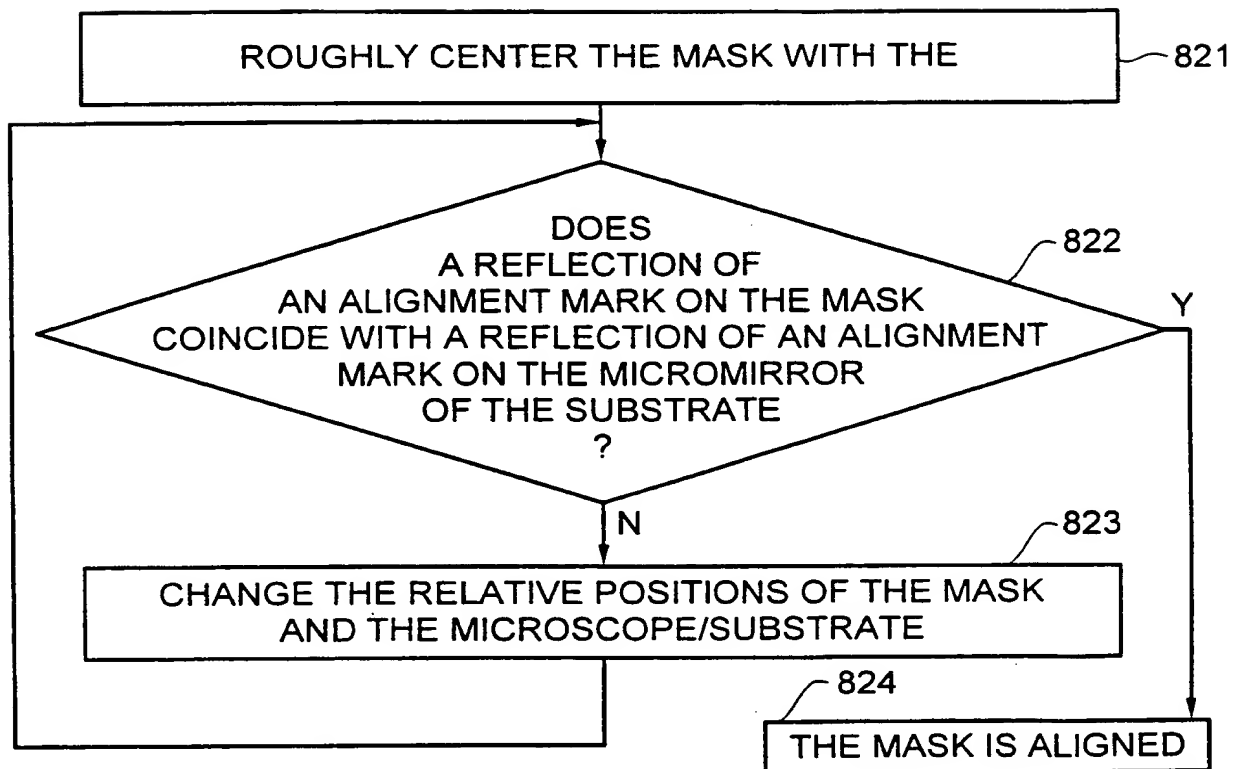 ROUGHLY CENTER THE MASK WITH THE
821
DOES
A REFLECTION OF
AN ALIGNMENT MARK ON THE MASK
COINCIDE WITH A REFLECTION OF AN ALIGNMENT
MARK ON THE MICROMIRROR
OF THE SUBSTRATE
?
822
Y
N
823
CHANGE THE RELATIVE POSITIONS OF THE MASK
AND THE MICROSCOPE/SUBSTRATE
824
THE MASK IS ALIGNED